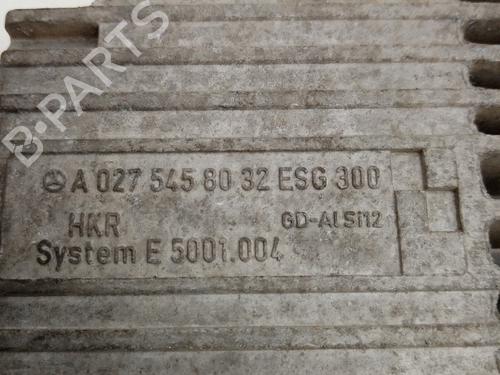 B-PARTS
A 027 545 80 32 ESG 300
HKR GD-AlSi12
System E 5001.004